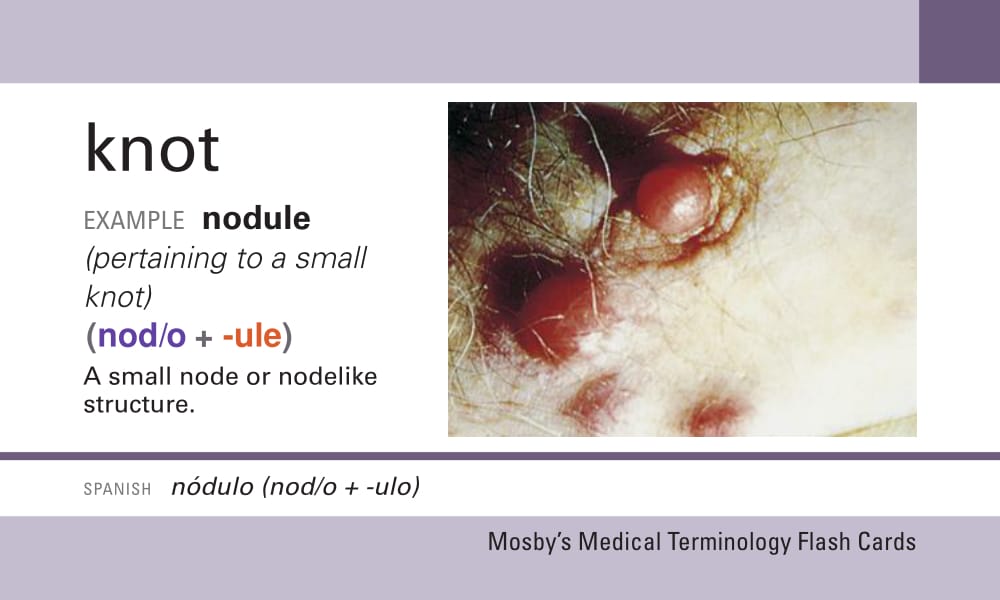 knot
EXAMPLE nodule
(pertaining to a small
knot)
(nod/o + -ule)
A small node or nodelike
structure.
SPANISH nódulo (nod/o + -ulo)
Mosby's Medical Terminology Flash Cards